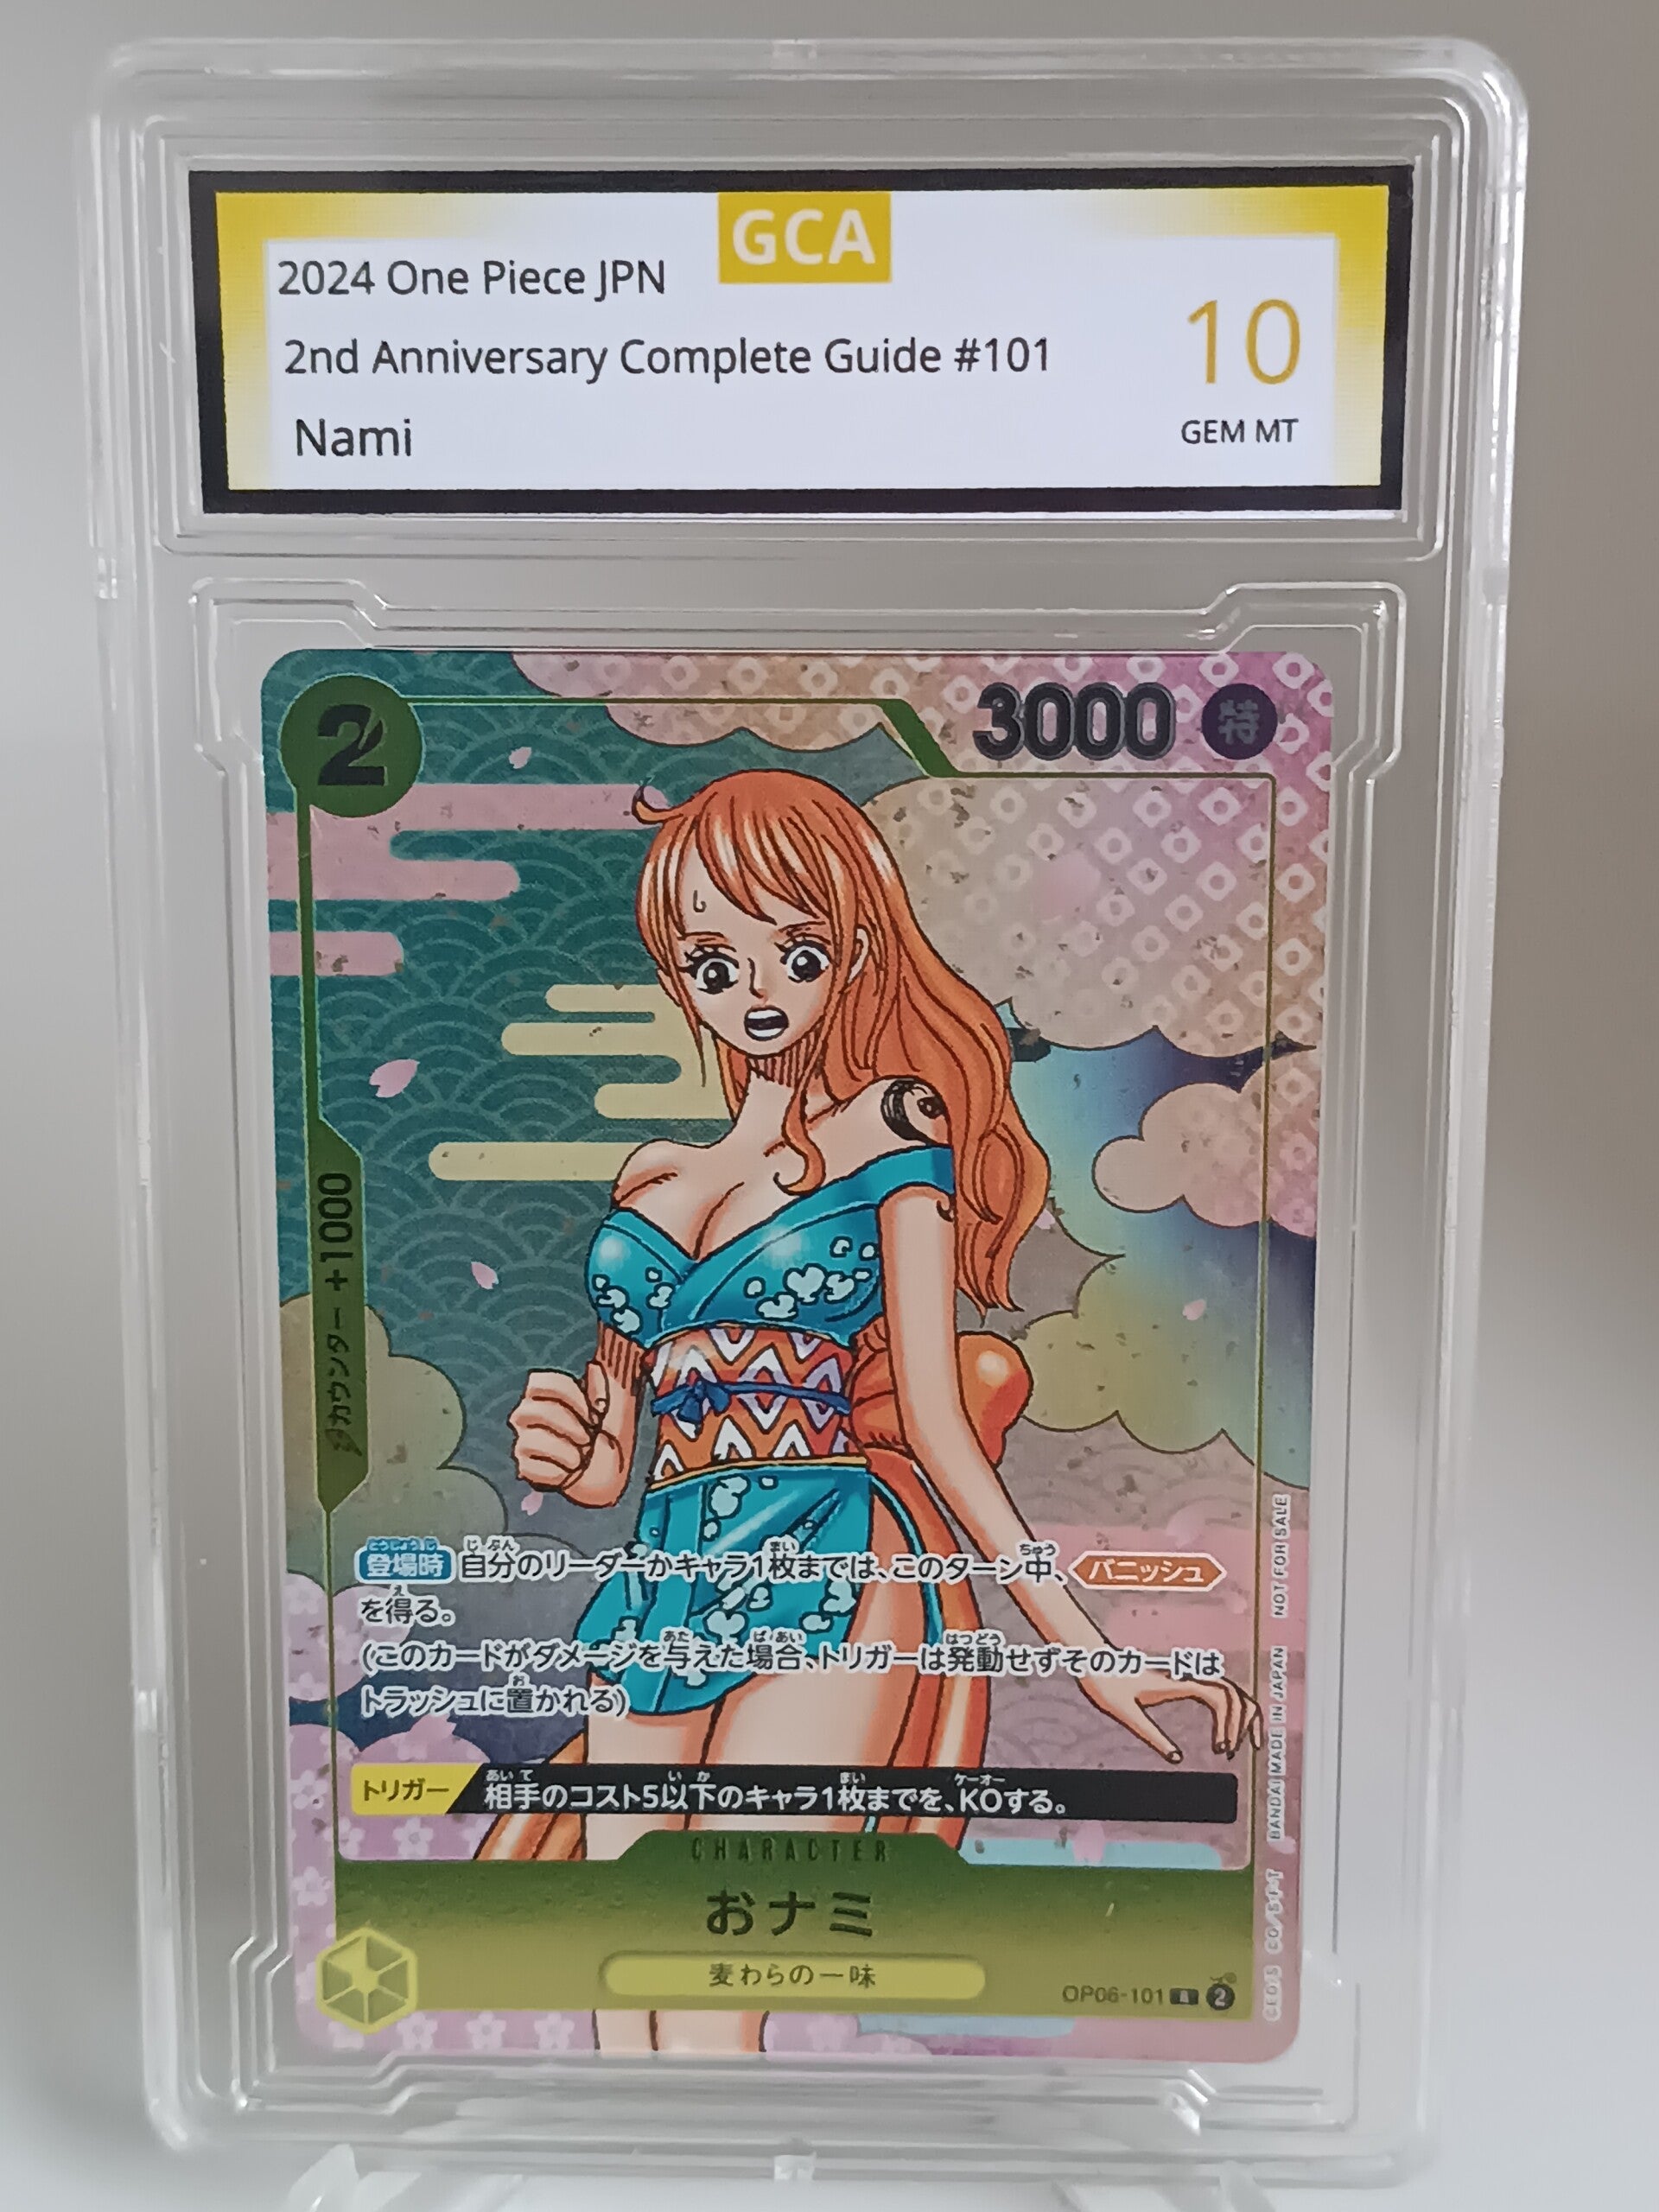 GCA
2024 One Piece JPN
2nd Anniversary Complete Guide #101
Nami
10
GEM MT
2
3000
特
カウンター +1000
登場時 自分のリーダーかキャラ1枚までは、このターン中、バニッシュ
を得る。
(このカードがダメージを与えた場合、トリガーは発動せずそのカードは
トラッシュに置かれる)
トリガー 相手のコスト5以下のキャラ1枚までを、KOする。
CHARACTER
おナミ
麦わらの一味
OP06-101 R 2
BANDAI MADE IN JAPAN NOT FOR SALE